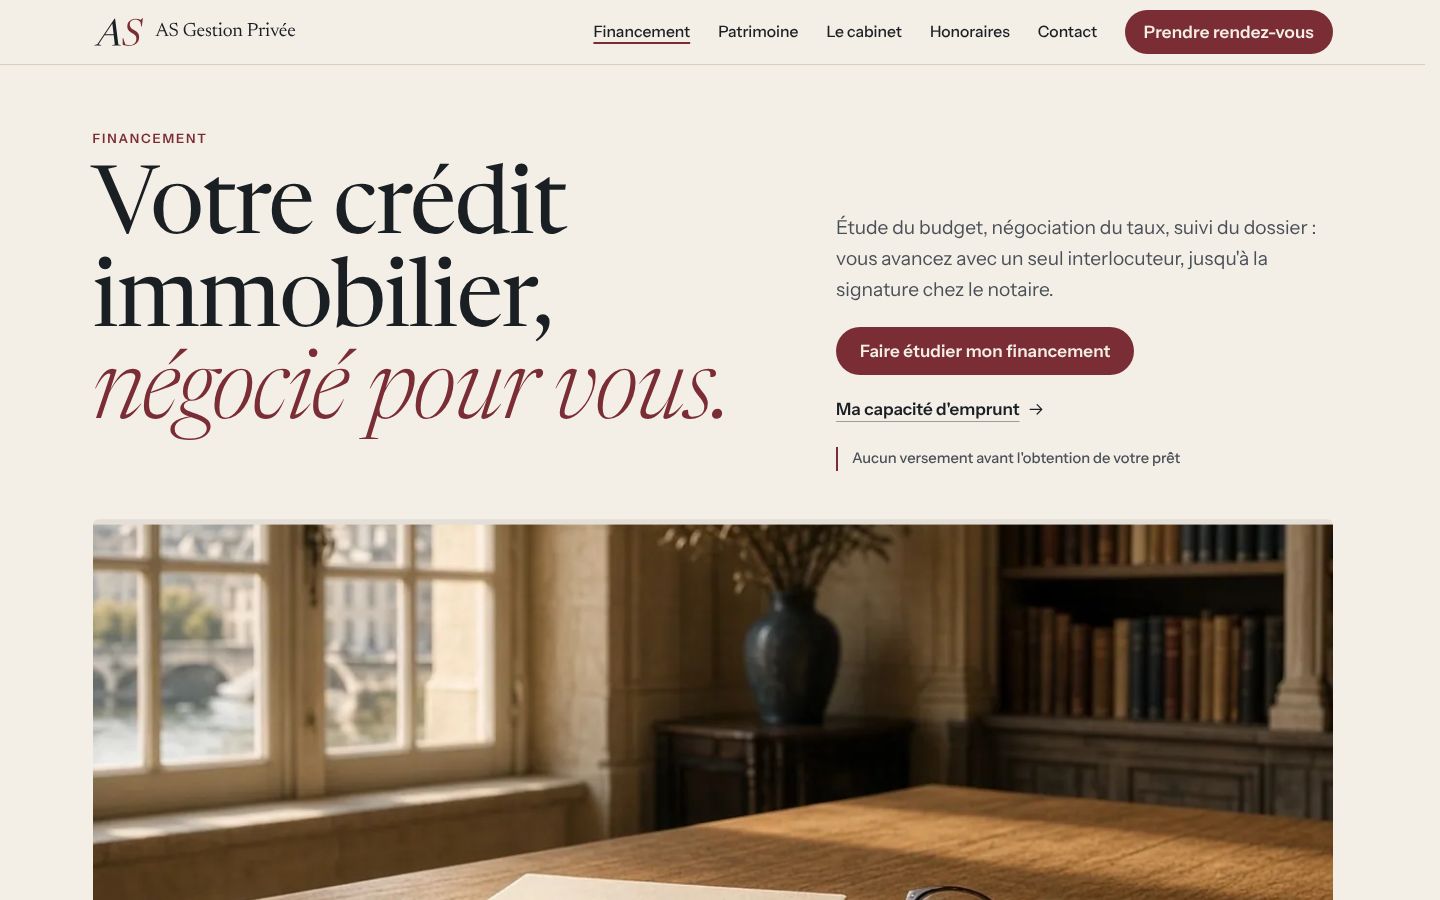 AS AS Gestion Privée
Financement Patrimoine Le cabinet Honoraires Contact Prendre rendez-vous
FINANCEMENT
Votre crédit
immobilier,
négocié pour vous.
Étude du budget, négociation du taux, suivi du dossier :
vous avancez avec un seul interlocuteur, jusqu'à la
signature chez le notaire.
Faire étudier mon financement
Ma capacité d'emprunt →
Aucun versement avant l'obtention de votre prêt